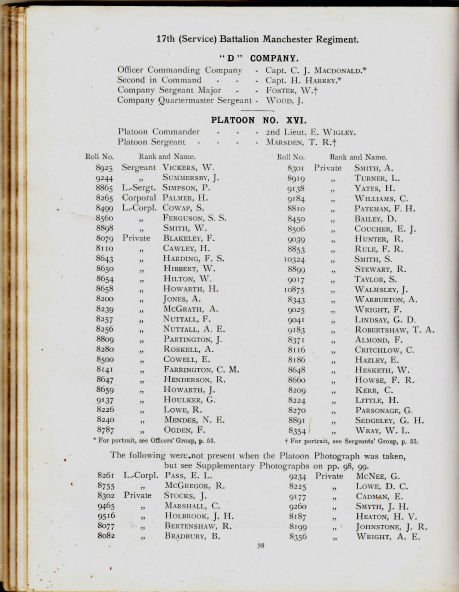 17th (Service) Battalion Manchester Regiment.
"D" COMPANY.
Officer Commanding Company - Capt. C. J. MACDONALD.*
Second in Command - - - Capt. H. HARREY.*
Company Sergeant Major - - FOSTER, W.†
Company Quartermaster Sergeant - WOOD, J.
PLATOON NO. XVI.
Platoon Commander - - - 2nd Lieut. E. WIGLEY.
Platoon Sergeant - - - - MARSDEN, T. R.†
Roll No. Rank and Name.
8925 Sergeant VICKERS, W.
9244 „ SUMMERSBY, J.
8865 L.-Sergt. SIMPSON, P.
8265 Corporal PALMER, H.
8499 L.-Corpl. COWAP, S.
8560 „ FERGUSON, S. S.
8898 „ SMITH, W.
8079 Private BLAKELEY, F.
8110 „ CAWLEY, H.
8643 „ HARDING, F. S.
8650 „ HIBBERT, W.
8654 „ HILTON, W.
8658 „ HOWARTH, H.
8200 „ JONES, A.
8239 „ MCGRATH, A.
8257 „ NUTTALL, F.
8256 „ NUTTALL, A. E.
8809 „ PARTINGTON, J.
8280 „ ROSKELL, A.
8500 „ COWELL, E.
8141 „ FARRINGTON, C. M.
8647 „ HENDERSON, R.
8659 „ HOWARTH, J.
9137 „ HOULKER, G.
8226 „ LOWE, R.
8240 „ MENDES, N. E.
8787 „ OGDEN, F.
* For portrait, see Officers' Group, p. 53.
Roll No. Rank and Name.
8301 Private SMITH, A.
8919 „ TURNER, L.
9138 „ YATES, H.
9184 „ WILLIAMS, C.
8810 „ PATEMAN, F. H.
8450 „ BAILEY, D.
8506 „ COUCHER, E. J.
9039 „ HUNTER, R.
8853 „ RULE, F. R.
10324 „ SMITH, S.
8899 „ STEWART, R.
9017 „ TAYLOR, S.
10875 „ WALMSLEY, J.
8343 „ WARBURTON, A.
9025 „ WRIGHT, F.
9041 „ LINDSAY, G. D.
9183 „ ROBERTSHAW, T. A.
8371 „ ALMOND, F.
8116 „ CRITCHLOW, C.
8186 „ HAZLEY, E.
8648 „ HESKETH, W.
8660 „ HOWSE, F. R.
8209 „ KERR, C.
8224 „ LITTLE, H.
8270 „ PARSONAGE, G.
8891 „ SEDGELEY, G. H.
8354 „ WRAY, W. L.
† For portrait, see Sergeants' Group, p. 55.
The following were not present when the Platoon Photograph was taken,
but see Supplementary Photographs on pp. 98, 99.
8261 L.-Corpl. PASS, E. L.
8755 „ MCGREGOR, R.
8302 Private STOCKS, J.
9465 „ MARSHALL, C.
9516 „ HOLBROOK, J. H.
8077 „ BERTENSHAW, R.
8082 „ BRADBURY, B.
9234 Private MCNEE, G.
8225 „ LOWE, D. C.
9177 „ CADMAN, E.
9260 „ SMYTH, J. H.
8187 „ HEATON, H. V.
8199 „ JOHNSTONE, J. R.
8356 „ WRIGHT, A. E.
88